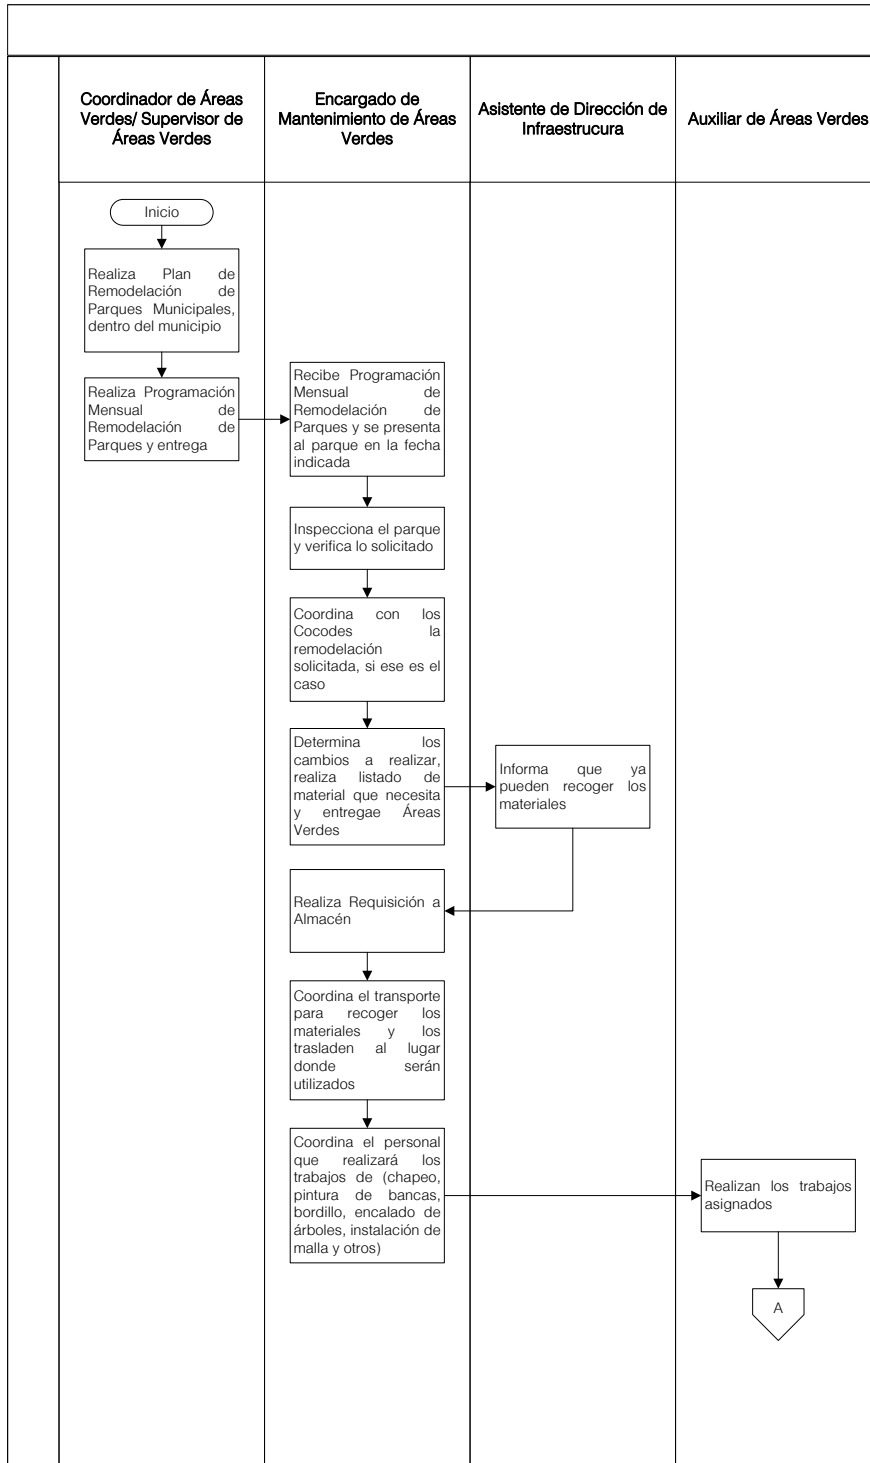 Coordinador de Áreas
Verdes/ Supervisor de
Áreas Verdes
Encargado de
Mantenimiento de Áreas
Verdes
Asistente de Dirección de
Infraestrucura
Auxiliar de Áreas Verdes
Inicio
Realiza Plan de
Remodelación de
Parques Municipales,
dentro del municipio
Realiza Programación
Mensual de
Remodelación de
Parques y entrega
Recibe Programación
Mensual de
Remodelación de
Parques y se presenta
al parque en la fecha
indicada
Inspecciona el parque
y verifica lo solicitado
Coordina con los
Cocodes la
remodelación
solicitada, si ese es el
caso
Determina los
cambios a realizar,
realiza listado de
material que necesita
y entregae Áreas
Verdes
Informa que ya
pueden recoger los
materiales
Realiza Requisición a
Almacén
Coordina el transporte
para recoger los
materiales y los
trasladen al lugar
donde serán
utilizados
Coordina el personal
que realizará los
trabajos de (chapeo,
pintura de bancas,
bordillo, encalado de
árboles, instalación de
malla y otros)
Realizan los trabajos
asignados
A